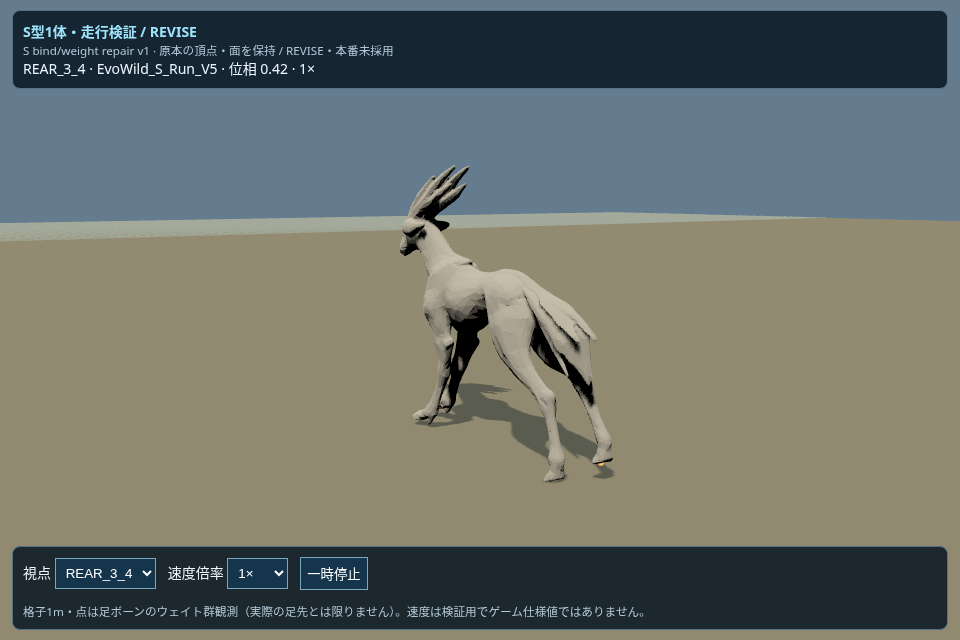 S型1体・走行検証 / REVISE
S bind/weight repair v1 · 原本の頂点・面を保持 / REVISE・本番未採用
REAR_3_4 · EvoWild_S_Run_V5 · 位相 0.42 · 1×
視点 REAR_3_4 速度倍率 1× 一時停止
格子1m・点は足ボーンのウェイト群観測（実際の足先とは限りません）。速度は検証用でゲーム仕様値ではありません。